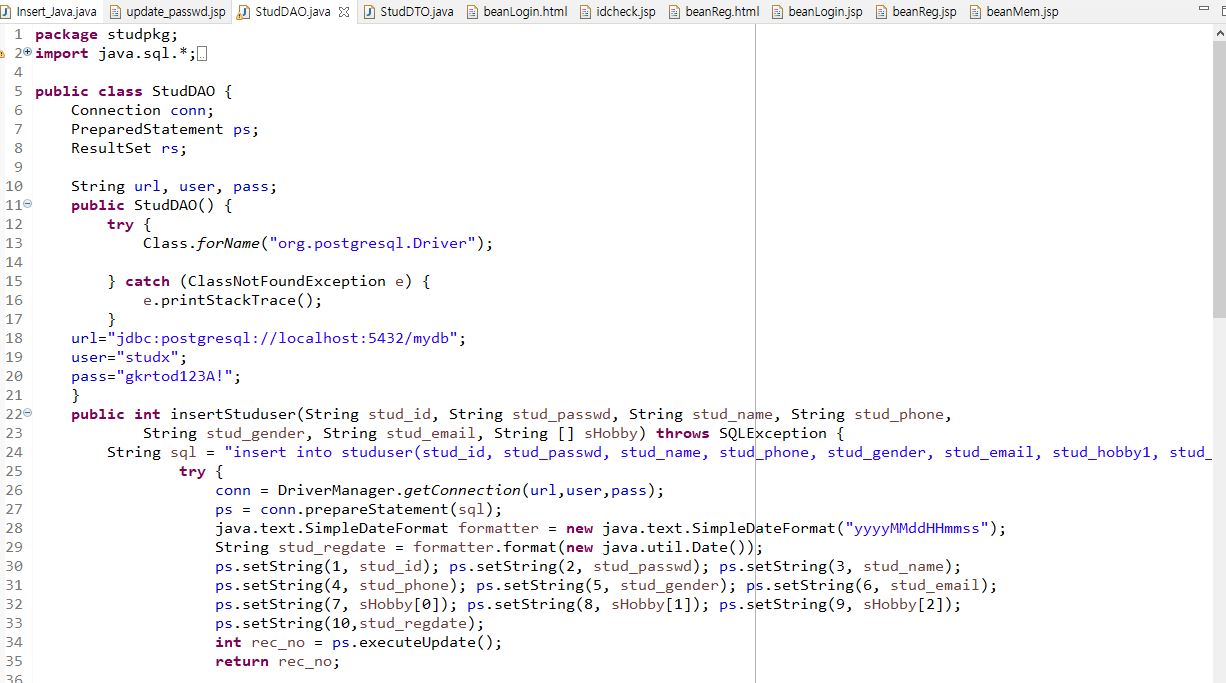 Insert_Java.java update_passwd.jsp StudDAO.java StudDTO.java beanLogin.html idcheck.jsp beanReg.html beanLogin.jsp beanReg.jsp beanMem.jsp
1 package studpkg;
2 import java.sql.*;
4
5 public class StudDAO {
6 Connection conn;
7 PreparedStatement ps;
8 ResultSet rs;
9
10 String url, user, pass;
11 public StudDAO() {
12 try {
13 Class.forName("org.postgresql.Driver");
14
15 } catch (ClassNotFoundException e) {
16 e.printStackTrace();
17 }
18 url="jdbc:postgresql://localhost:5432/mydb";
19 user="studx";
20 pass="gkrtod123A!";
21 }
22 public int insertStuduser(String stud_id, String stud_passwd, String stud_name, String stud_phone,
23 String stud_gender, String stud_email, String [] sHobby) throws SQLException {
24 String sql = "insert into studuser(stud_id, stud_passwd, stud_name, stud_phone, stud_gender, stud_email, stud_hobby1, stud_
25 try {
26 conn = DriverManager.getConnection(url,user,pass);
27 ps = conn.prepareStatement(sql);
28 java.text.SimpleDateFormat formatter = new java.text.SimpleDateFormat("yyyyMMddHHmmss");
29 String stud_regdate = formatter.format(new java.util.Date());
30 ps.setString(1, stud_id); ps.setString(2, stud_passwd); ps.setString(3, stud_name);
31 ps.setString(4, stud_phone); ps.setString(5, stud_gender); ps.setString(6, stud_email);
32 ps.setString(7, sHobby[0]); ps.setString(8, sHobby[1]); ps.setString(9, sHobby[2]);
33 ps.setString(10,stud_regdate);
34 int rec_no = ps.executeUpdate();
35 return rec_no;
36